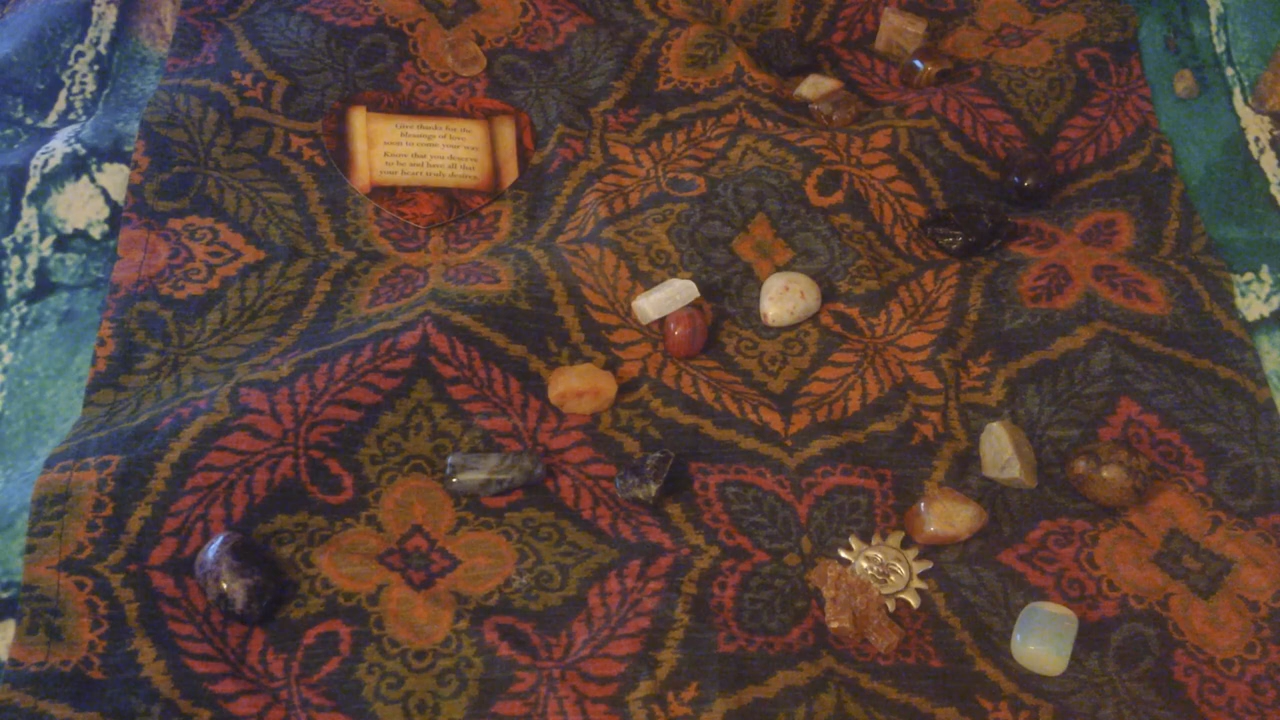 Give thanks for the
Blessings of love
soon to come your way.
Know that you deserve
to be and have all that
your heart truly desires.